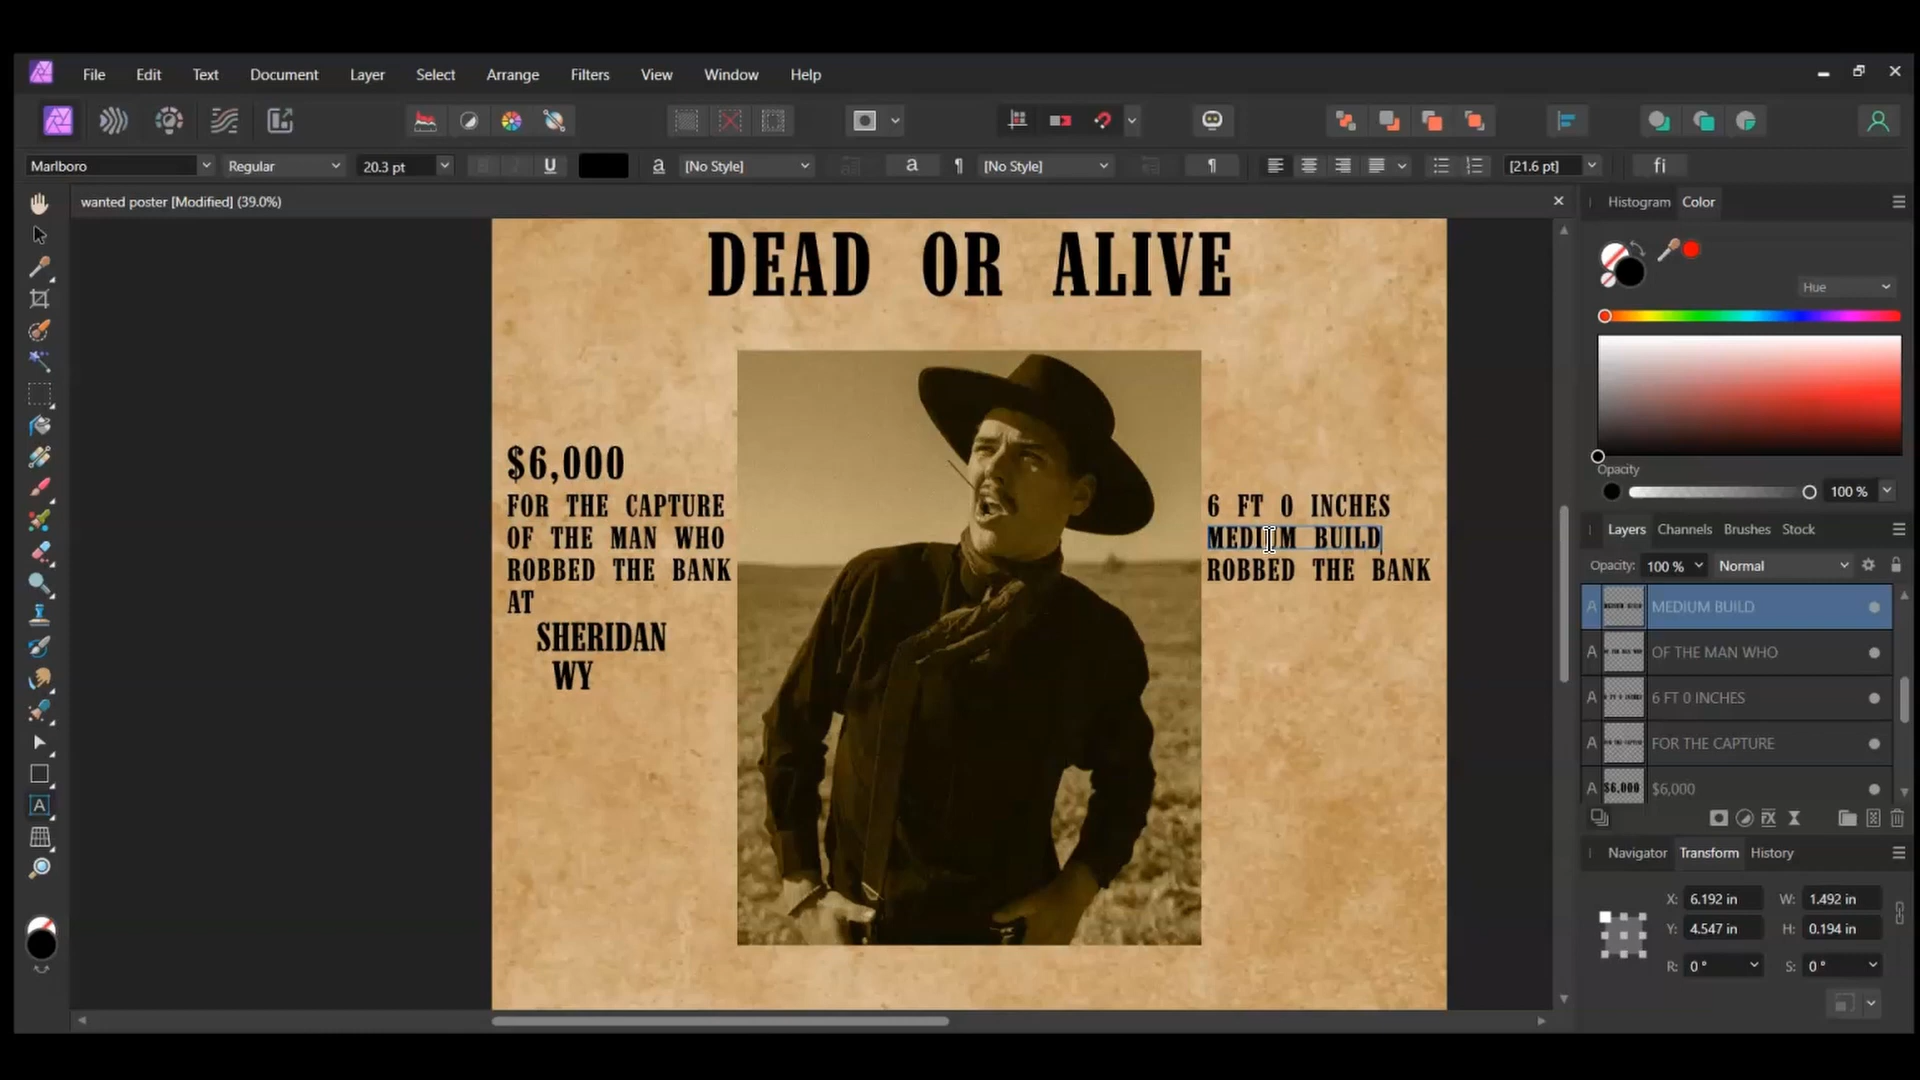 File Edit Text Document Layer Select Arrange Filters View Window Help
Marlboro Regular 20.3 pt B I U a [No Style] a ¶ [No Style] ¶ [21.6 pt] fi
wanted poster [Modified] (39.0%)
Histogram Color
Hue
Opacity
100 %
DEAD OR ALIVE
$6,000
FOR THE CAPTURE
OF THE MAN WHO
ROBBED THE BANK
AT
SHERIDAN
WY
6 FT 0 INCHES
MEDIUM BUILD
ROBBED THE BANK
Layers Channels Brushes Stock
Opacity: 100 % Normal
A MEDIUM BUILD
A OF THE MAN WHO
A 6 FT 0 INCHES
A FOR THE CAPTURE
A $6,000 $6,000
Navigator Transform History
X: 6.192 in W: 1.492 in
Y: 4.547 in H: 0.194 in
R: 0 ° S: 0 °